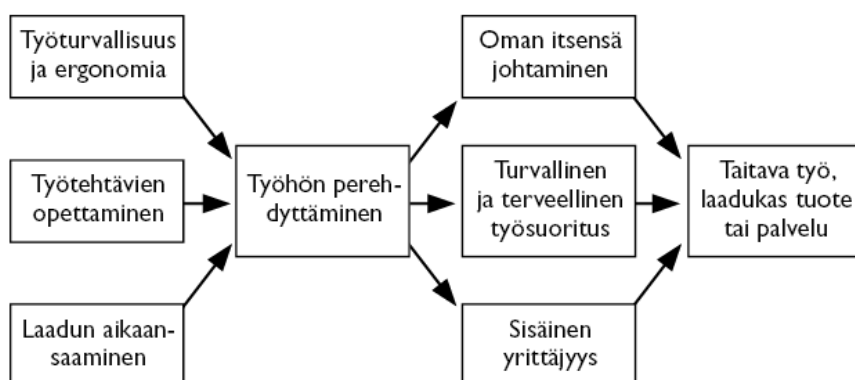 Työturvallisuus
ja ergonomia
Työtehtävien
opettaminen
Laadun aikaan-
saaminen
Työhön pereh-
dyttäminen
Oman itsensä
johtaminen
Turvallinen
ja terveellinen
työsuoritus
Sisäinen
yrittäjyys
Taitava työ,
laadukas tuote
tai palvelu